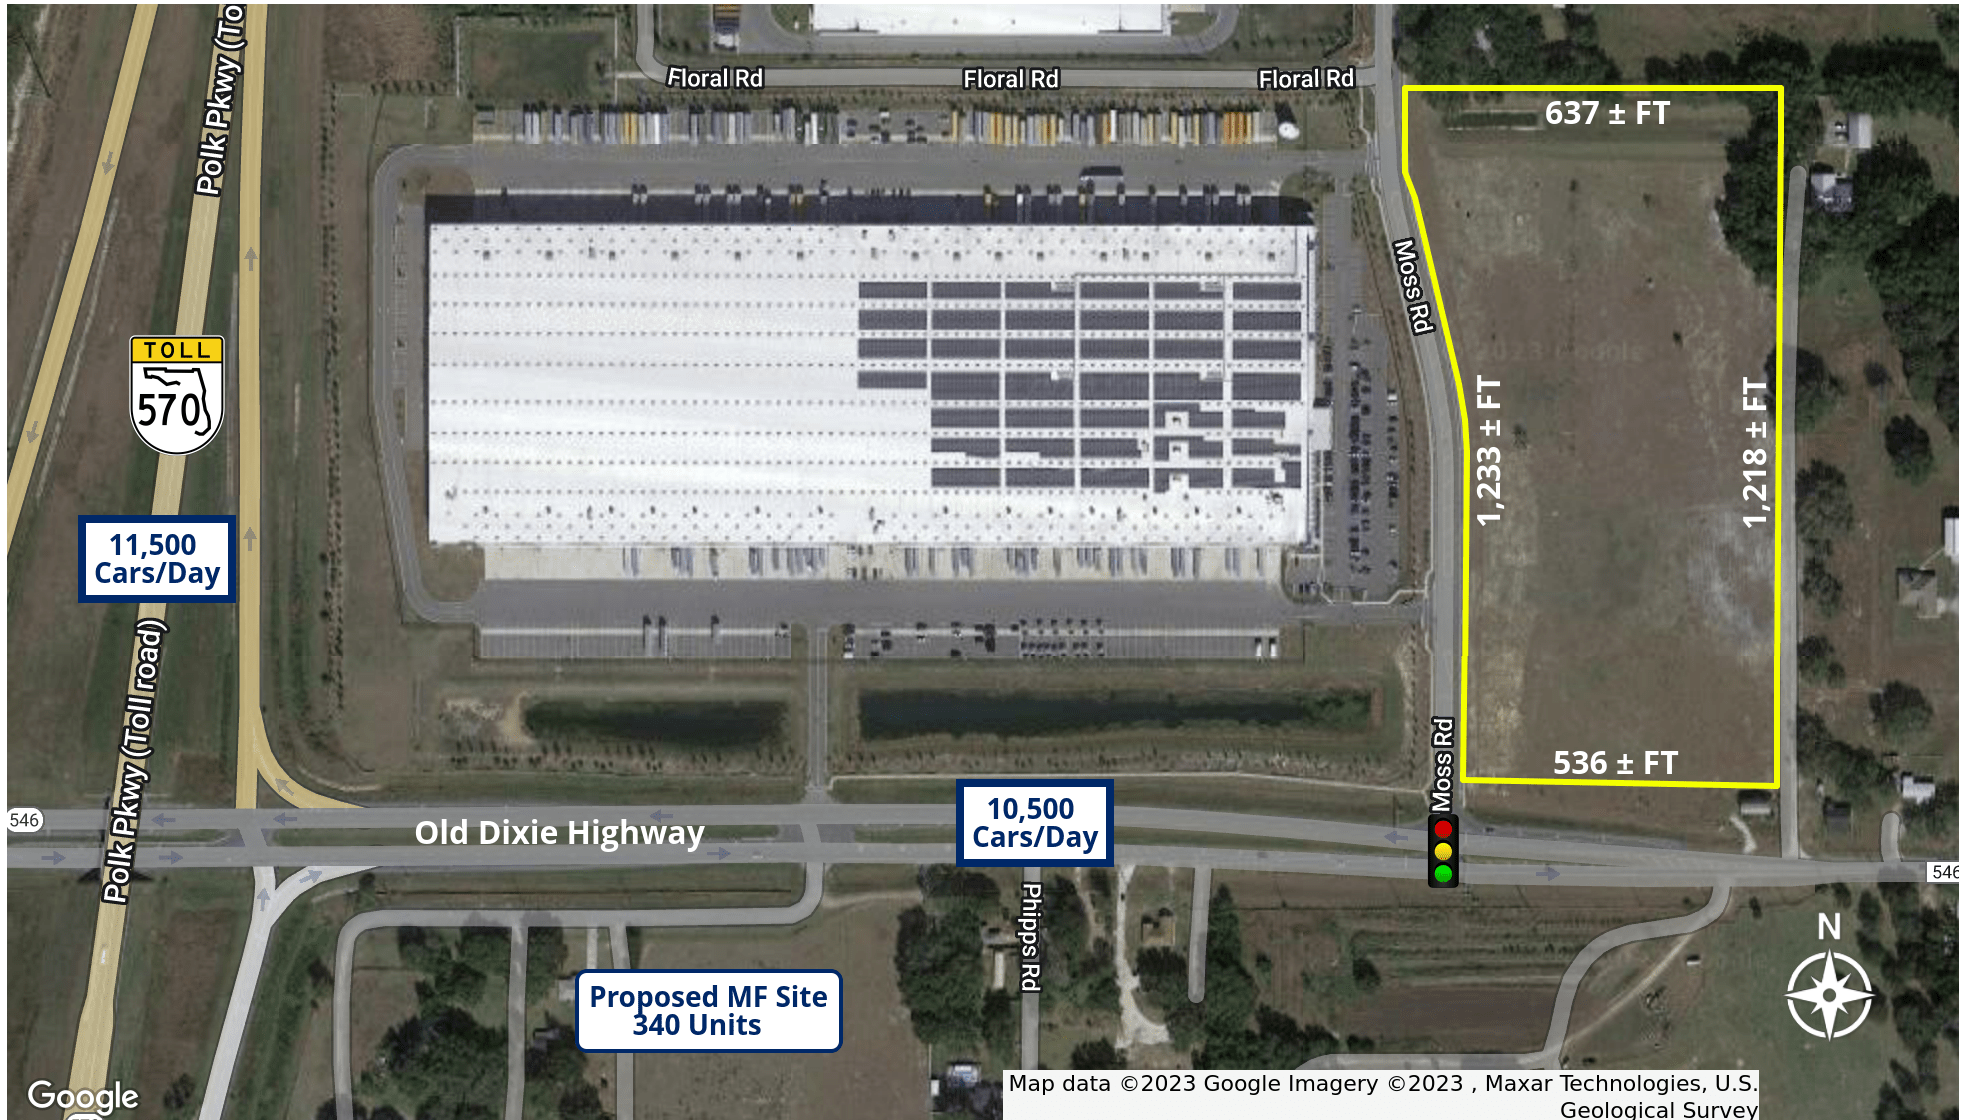 Polk Pkwy (To
Floral Rd
Floral Rd
Floral Rd
637 ± FT
Moss Rd
TOLL
570
1,233 ± FT
1,218 ± FT
11,500
Cars/Day
Polk Pkwy (Toll road)
Moss Rd
536 ± FT
546
Old Dixie Highway
10,500
Cars/Day
546
Phipps Rd
N
Proposed MF Site
340 Units
Google
Map data ©2023 Google Imagery ©2023 , Maxar Technologies, U.S.
Geological Survey